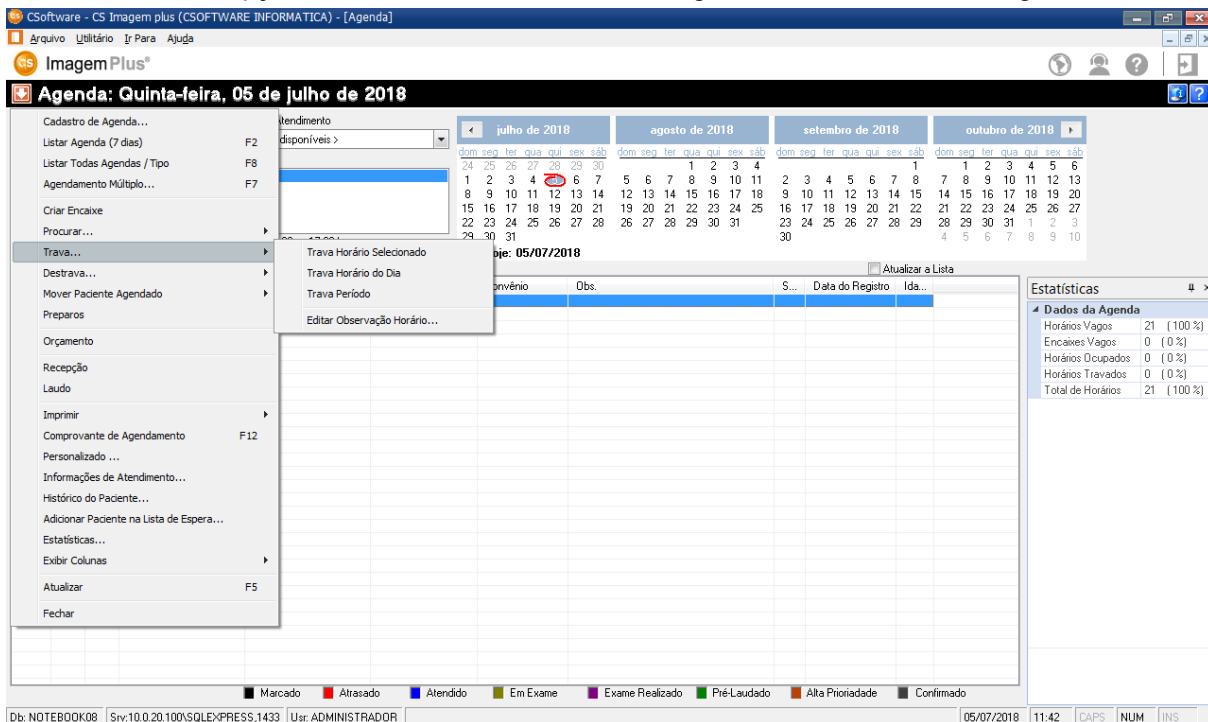 CSoftware - CS Imagem plus (CSOFTWARE INFORMATICA) - [Agenda]
Arquivo Utilitário Ir Para Ajuda
CS ImagemPlus®
Agenda: Quinta-feira, 05 de julho de 2018
Cadastro de Agenda...
Listar Agenda (7 dias) F2
Listar Todas Agendas / Tipo F8
Agendamento Múltiplo... F7
Criar Encaixe
Procurar...
Trava...
Destrava...
Mover Paciente Agendado
Preparos
Orçamento
Recepção
Laudo
Imprimir
Comprovante de Agendamento F12
Personalizado ...
Informações de Atendimento...
Histórico do Paciente...
Adicionar Paciente na Lista de Espera...
Estatísticas...
Exibir Colunas
Atualizar F5
Fechar
Trava Horário Selecionado
Trava Horário do Dia
Trava Período
Editar Observação Horário...
tendimento
disponíveis >
julho de 2018
dom seg ter qua qui sex sáb
24 25 26 27 28 29 30
1 2 3 4 5 6 7
8 9 10 11 12 13 14
15 16 17 18 19 20 21
22 23 24 25 26 27 28
29 30 31
agosto de 2018
dom seg ter qua qui sex sáb
1 2 3 4
5 6 7 8 9 10 11
12 13 14 15 16 17 18
19 20 21 22 23 24 25
26 27 28 29 30 31
setembro de 2018
dom seg ter qua qui sex sáb
1
2 3 4 5 6 7 8
9 10 11 12 13 14 15
16 17 18 19 20 21 22
23 24 25 26 27 28 29
30
outubro de 2018
dom seg ter qua qui sex sáb
1 2 3 4 5 6
7 8 9 10 11 12 13
14 15 16 17 18 19 20
21 22 23 24 25 26 27
28 29 30 31 1 2 3
4 5 6 7 8 9 10
oje: 05/07/2018
Atualizar a Lista
onvênio Obs. S... Data do Registro Ida...
Estatísticas
Dados da Agenda
Horários Vagos 21 (100 %)
Encaixes Vagos 0 (0 %)
Horários Ocupados 0 (0 %)
Horários Travados 0 (0 %)
Total de Horários 21 (100 %)
Marcado Atrasado Atendido Em Exame Exame Realizado Pré-Laudado Alta Prioriadade Confirmado
Db: NOTEBOOK08 Srv:10.0.20.100\SQLEXPRESS,1433 Usr: ADMINISTRADOR 05/07/2018 11:42 CAPS NUM INS